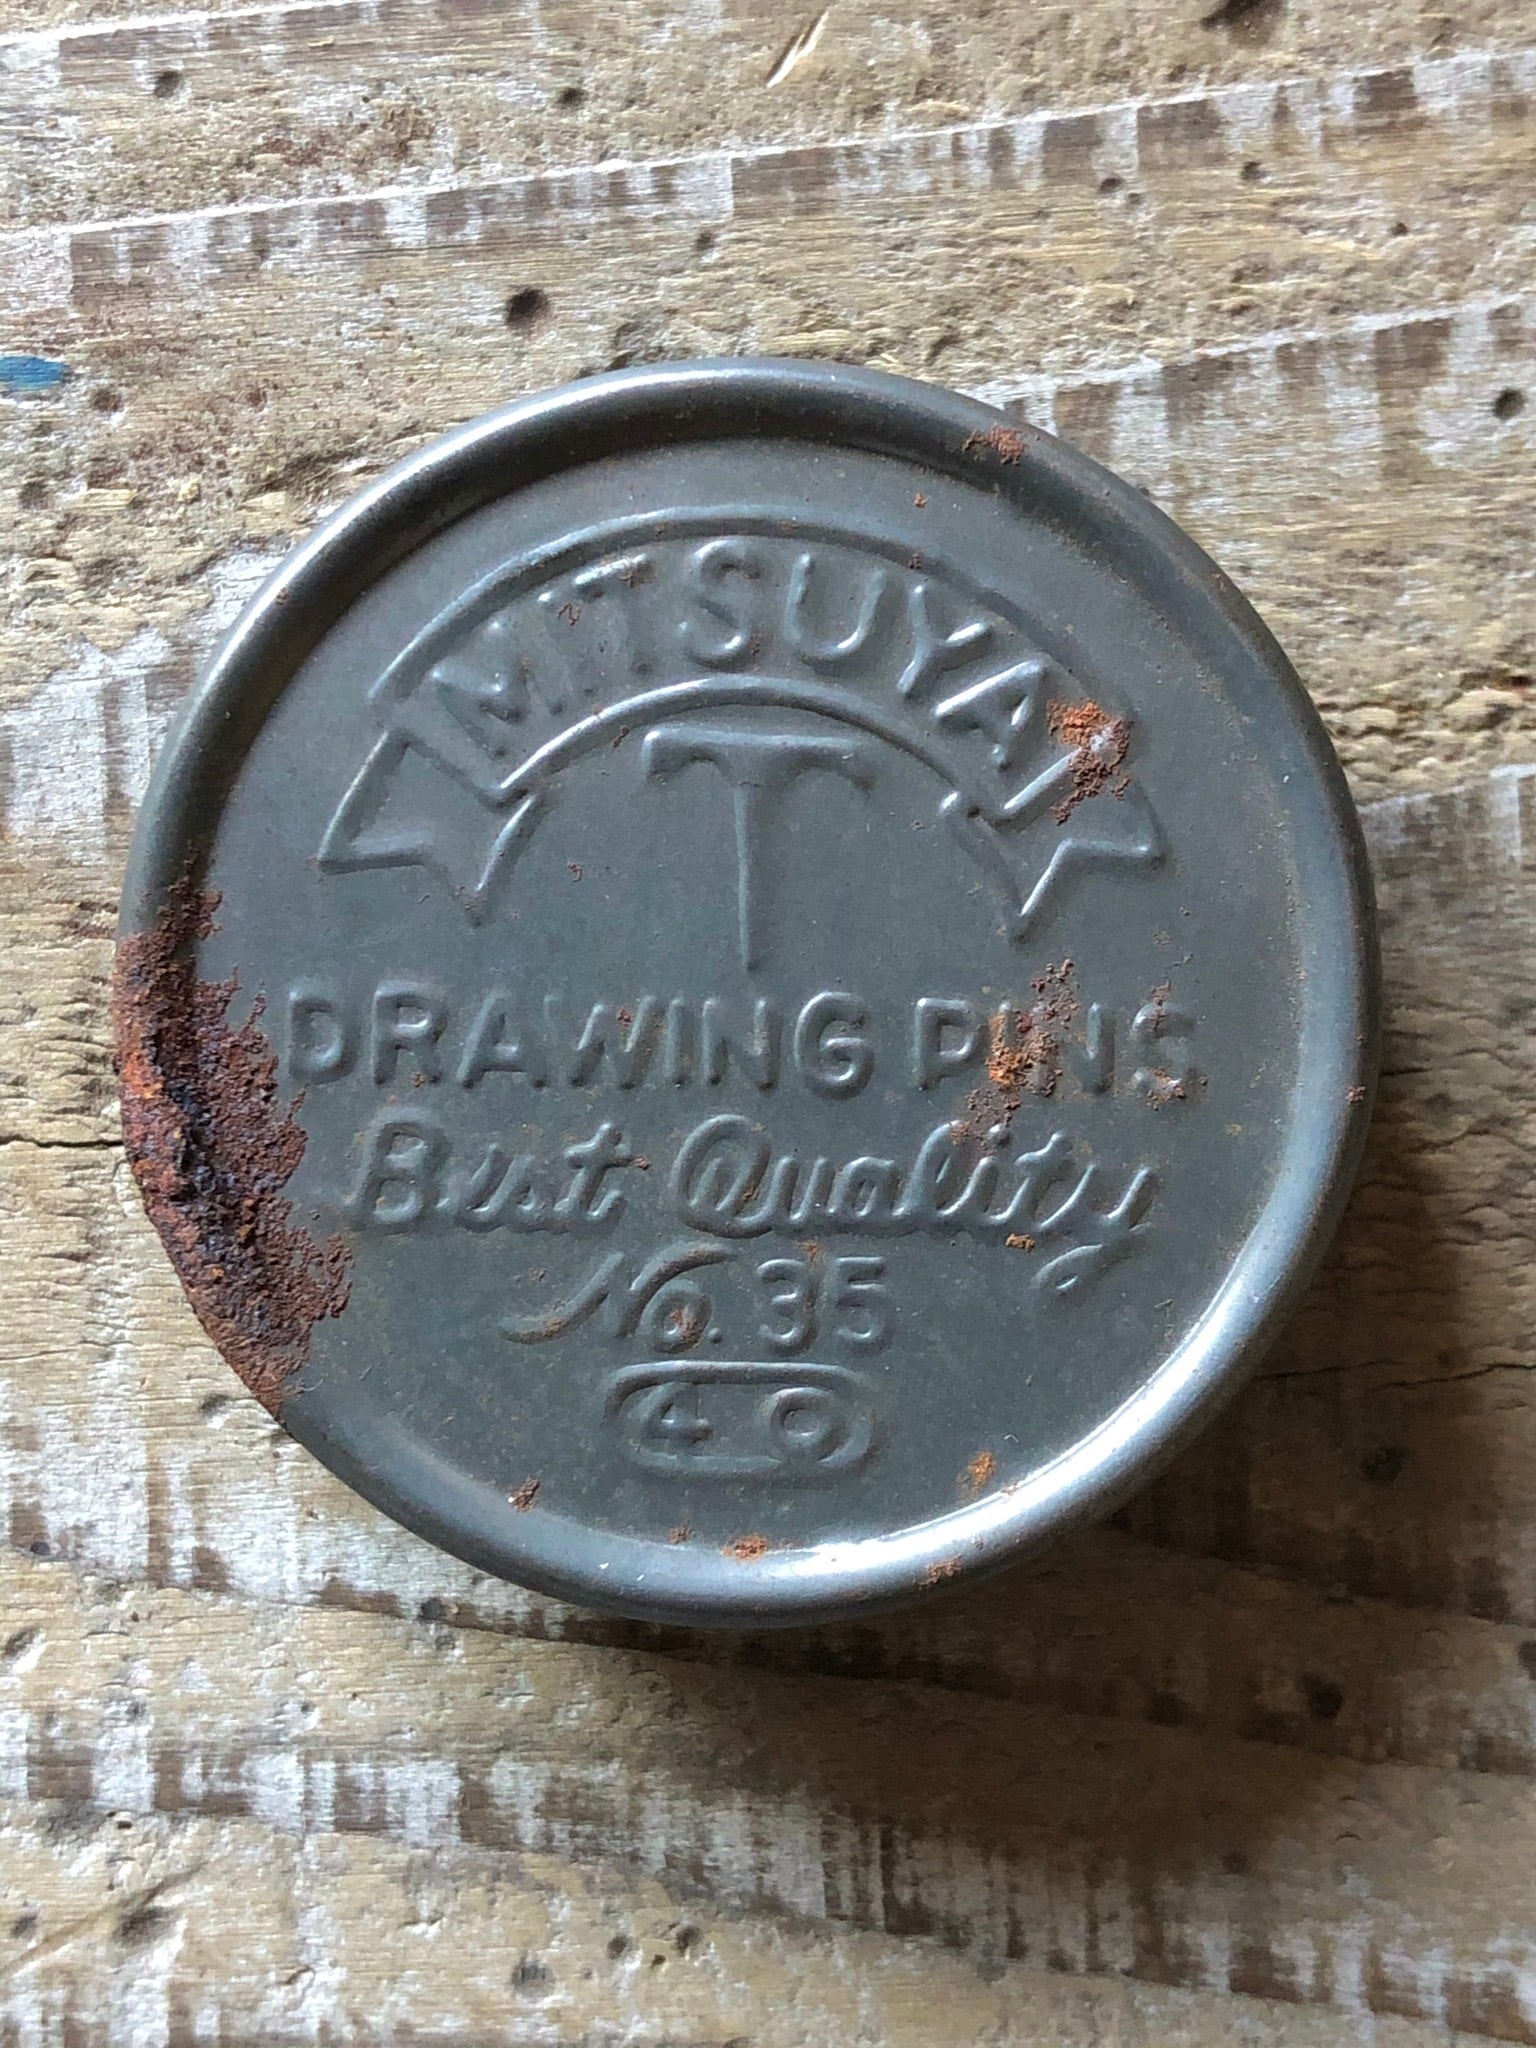 MITSUYA
DRAWING PINS
Best Quality
No. 35
40